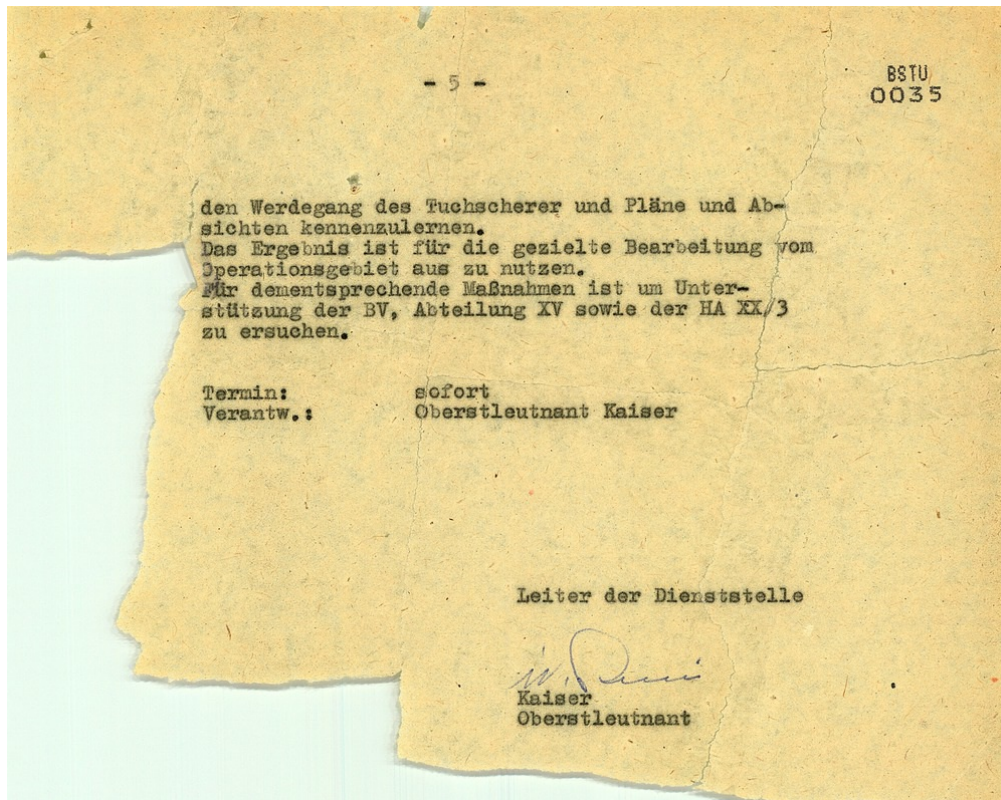 - 5 -
BSTU
0035
den Werdegang des Tuchscherer und Pläne und Ab-
sichten kennenzulernen.
Das Ergebnis ist für die gezielte Bearbeitung vom
Operationsgebiet aus zu nutzen.
Für dementsprechende Maßnahmen ist um Unter-
stützung der BV, Abteilung XV sowie der HA XX/3
zu ersuchen.
Termin: sofort
Verantw.: Oberstleutnant Kaiser
Leiter der Dienststelle
Kaiser
Oberstleutnant